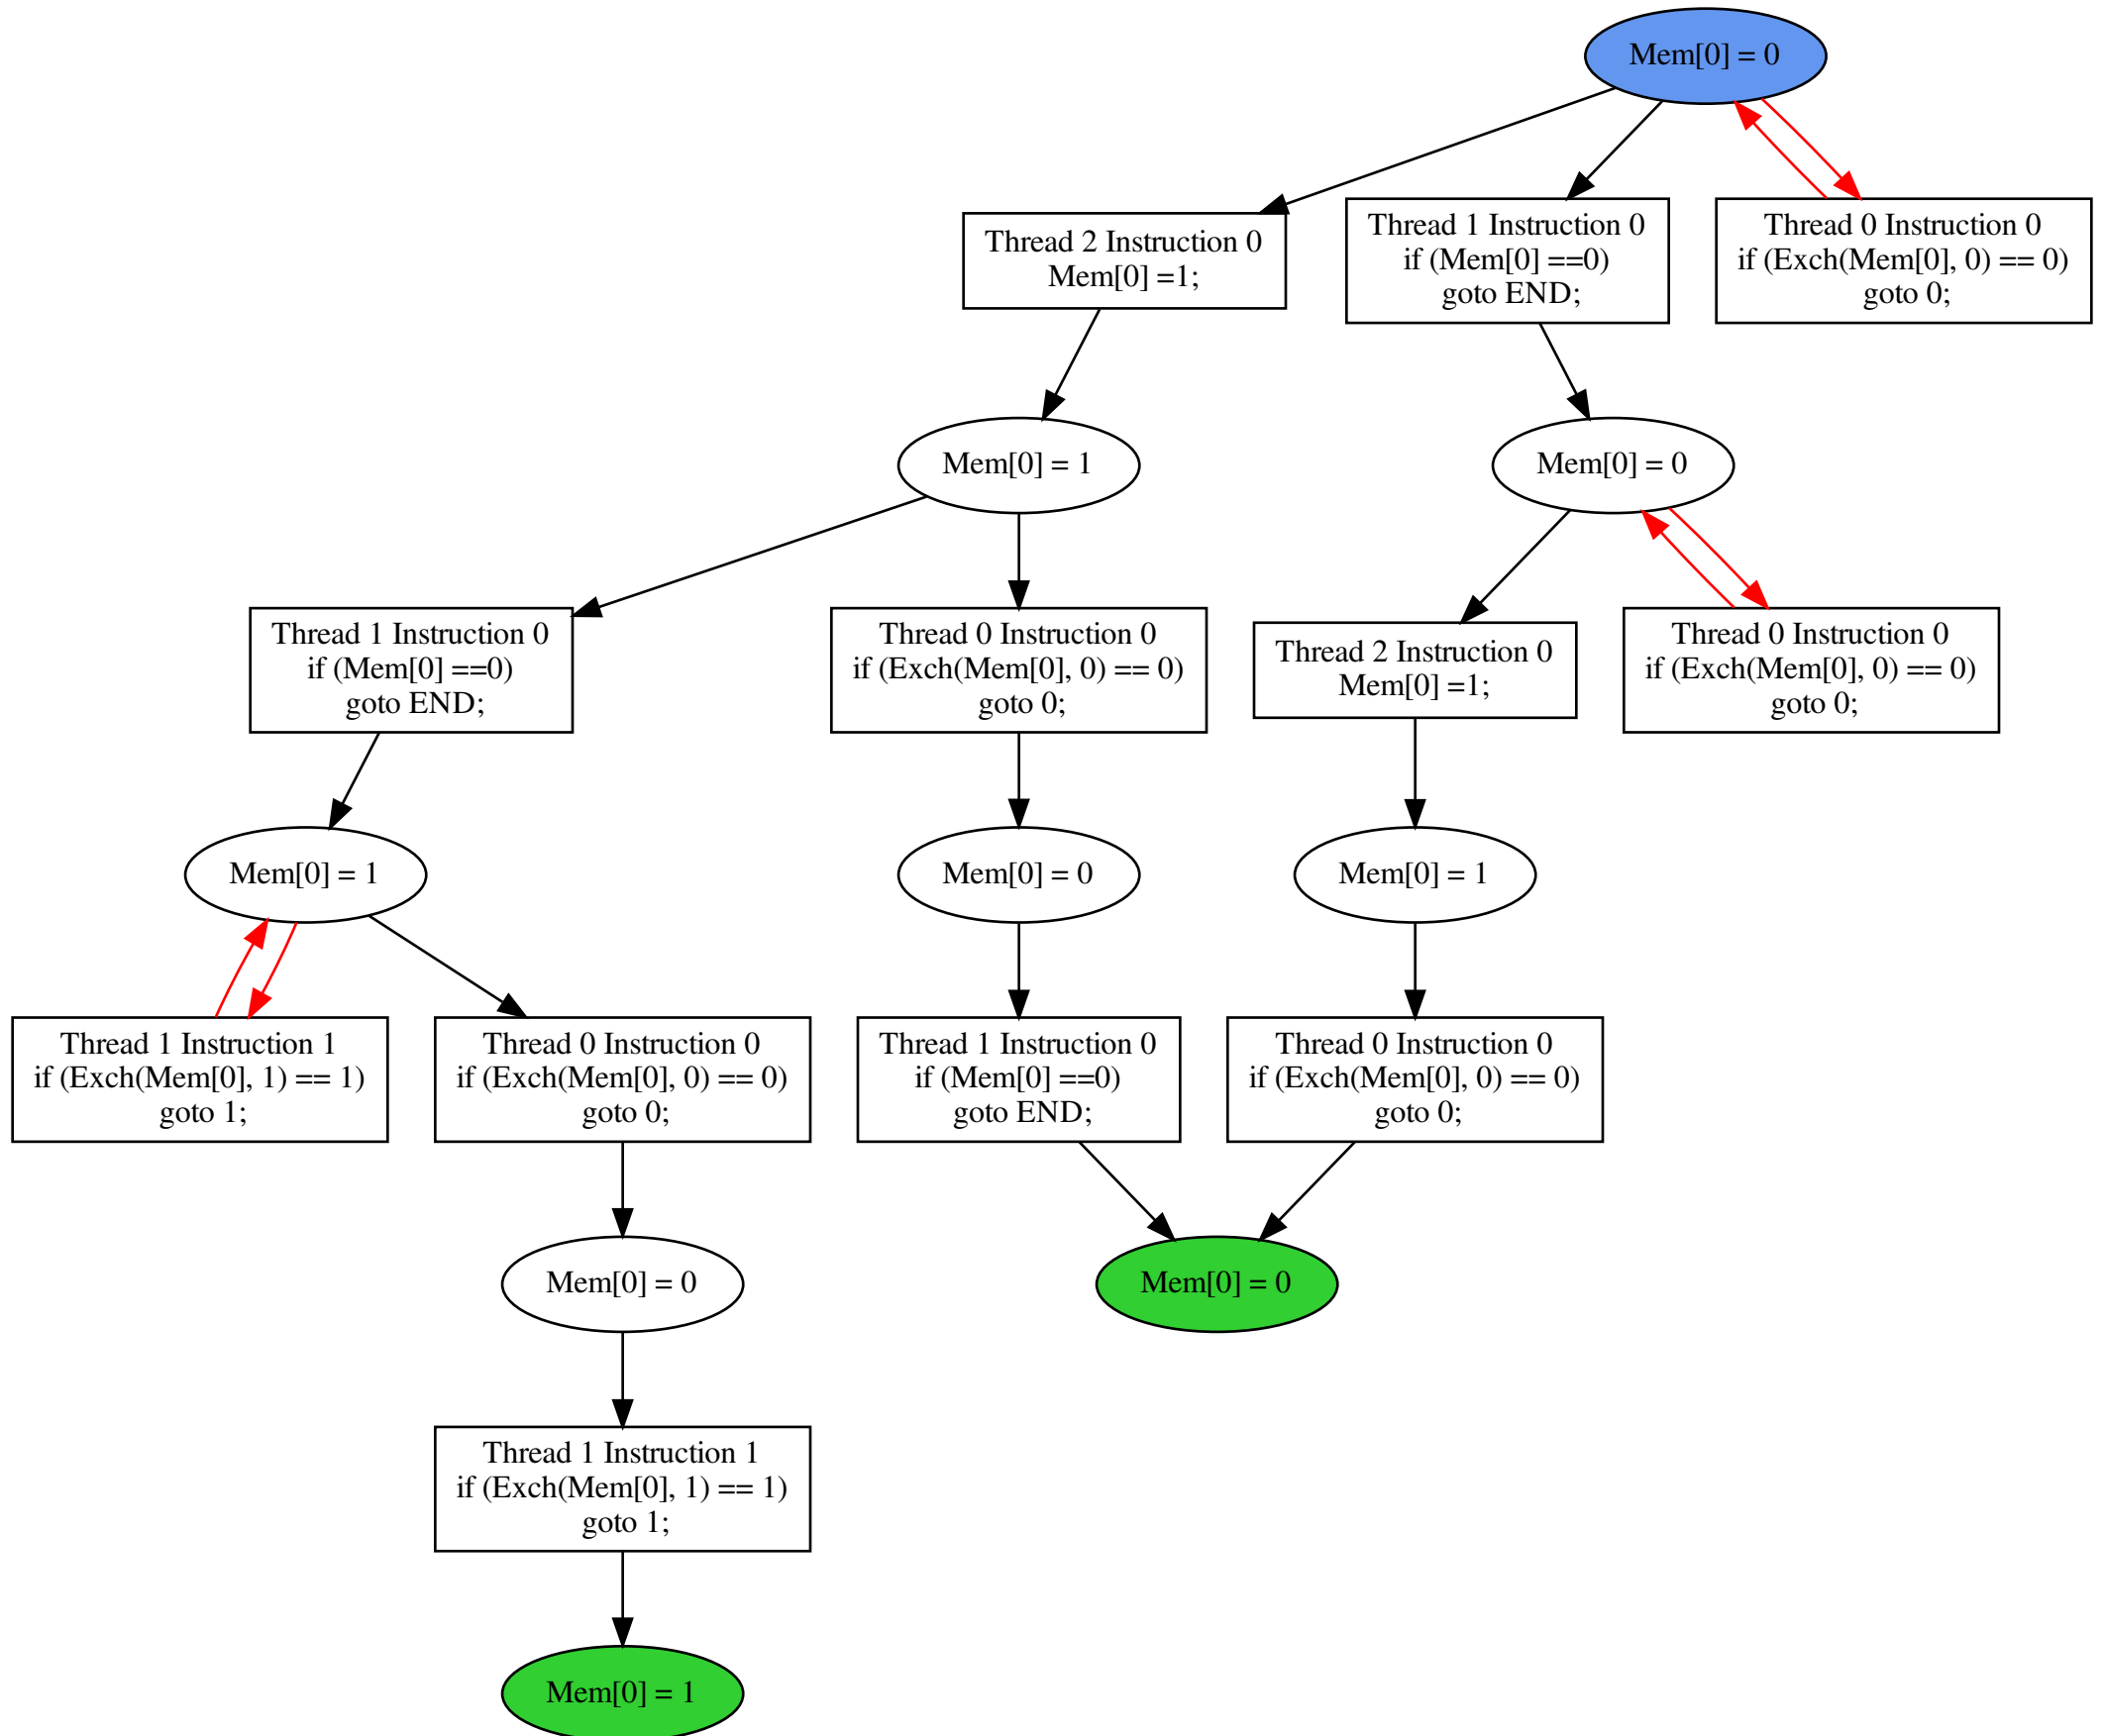 Mem[0] = 0
Thread 2 Instruction 0
Mem[0] =1;
Thread 1 Instruction 0
if (Mem[0] ==0)
goto END;
Thread 0 Instruction 0
if (Exch(Mem[0], 0) == 0)
goto 0;
Mem[0] = 1
Mem[0] = 0
Thread 1 Instruction 0
if (Mem[0] ==0)
goto END;
Thread 0 Instruction 0
if (Exch(Mem[0], 0) == 0)
goto 0;
Thread 2 Instruction 0
Mem[0] =1;
Thread 0 Instruction 0
if (Exch(Mem[0], 0) == 0)
goto 0;
Mem[0] = 1
Mem[0] = 0
Mem[0] = 1
Thread 1 Instruction 1
if (Exch(Mem[0], 1) == 1)
goto 1;
Thread 0 Instruction 0
if (Exch(Mem[0], 0) == 0)
goto 0;
Thread 1 Instruction 0
if (Mem[0] ==0)
goto END;
Thread 0 Instruction 0
if (Exch(Mem[0], 0) == 0)
goto 0;
Mem[0] = 0
Mem[0] = 0
Thread 1 Instruction 1
if (Exch(Mem[0], 1) == 1)
goto 1;
Mem[0] = 1